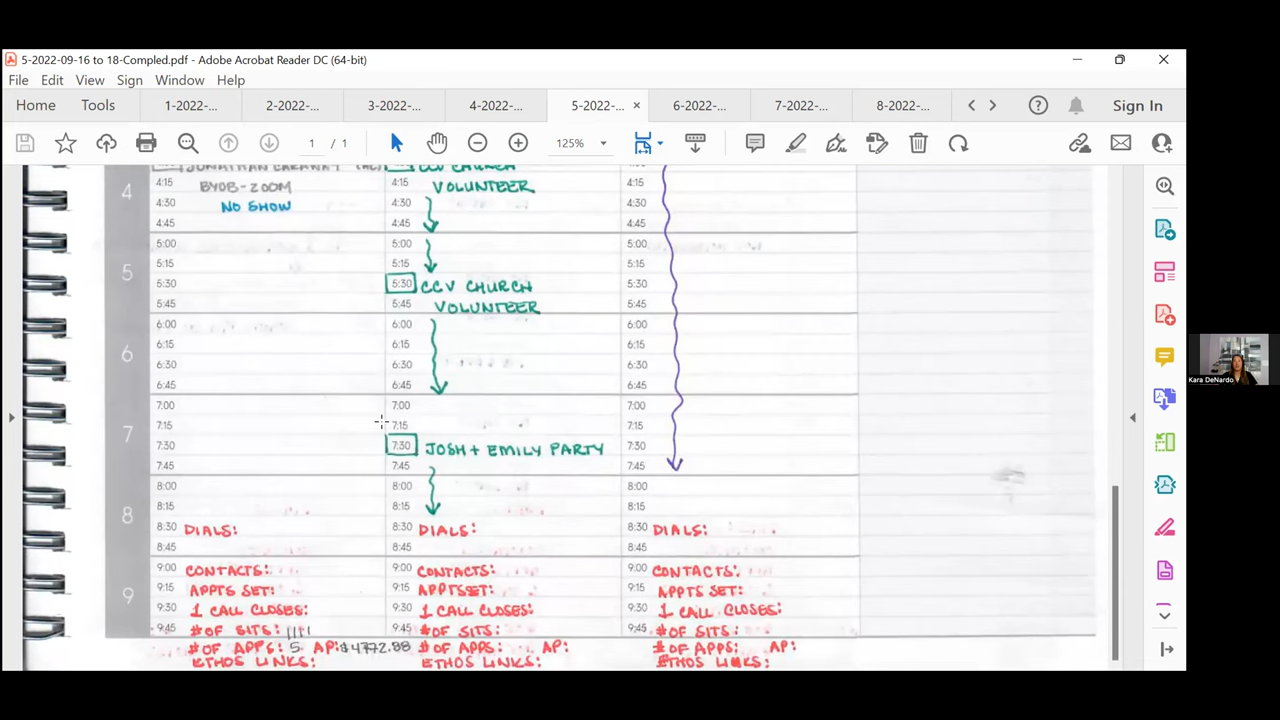 5-2022-09-16 to 18-Compled.pdf - Adobe Acrobat Reader DC (64-bit)
File Edit View Sign Window Help
Home Tools 1-2022-... 2-2022-... 3-2022-... 4-2022-... 5-2022-... × 6-2022-... 7-2022-... 8-2022-... Sign In
1 / 1 125%
4
JONATHAN
4:15 BYOB-ZOOM
4:30 NO SHOW
4:45
5
5:00
5:15
5:30
5:45
6
6:00
6:15
6:30
6:45
7
7:00
7:15
7:30
7:45
8
8:00
8:15
8:30 DIALS:
8:45
9
9:00 CONTACTS:
9:15 APPTS SET:
9:30 1 CALL CLOSES:
9:45 # OF SITS: IIII
# OF APPS: 5 AP: $4772.88
ETHOS LINKS:
CCV CHURCH
4:15 VOLUNTEER
4:30
4:45
5:00
5:15
5:30 CCV CHURCH
5:45 VOLUNTEER
6:00
6:15
6:30
6:45
7:00
7:15
7:30 JOSH + EMILY PARTY
7:45
8:00
8:15
8:30 DIALS:
8:45
9:00 CONTACTS:
9:15 APPTSET:
9:30 1 CALL CLOSES:
9:45 # OF SITS:
# OF APPS: AP:
ETHOS LINKS:
4:15
4:30
4:45
5:00
5:15
5:30
5:45
6:00
6:15
6:30
6:45
7:00
7:15
7:30
7:45
8:00
8:15
8:30 DIALS:
8:45
9:00 CONTACTS:
9:15 APPTS SET:
9:30 1 CALL CLOSES:
9:45 # OF SITS:
# OF APPS: AP:
ETHOS LINKS:
Kara DeNardo